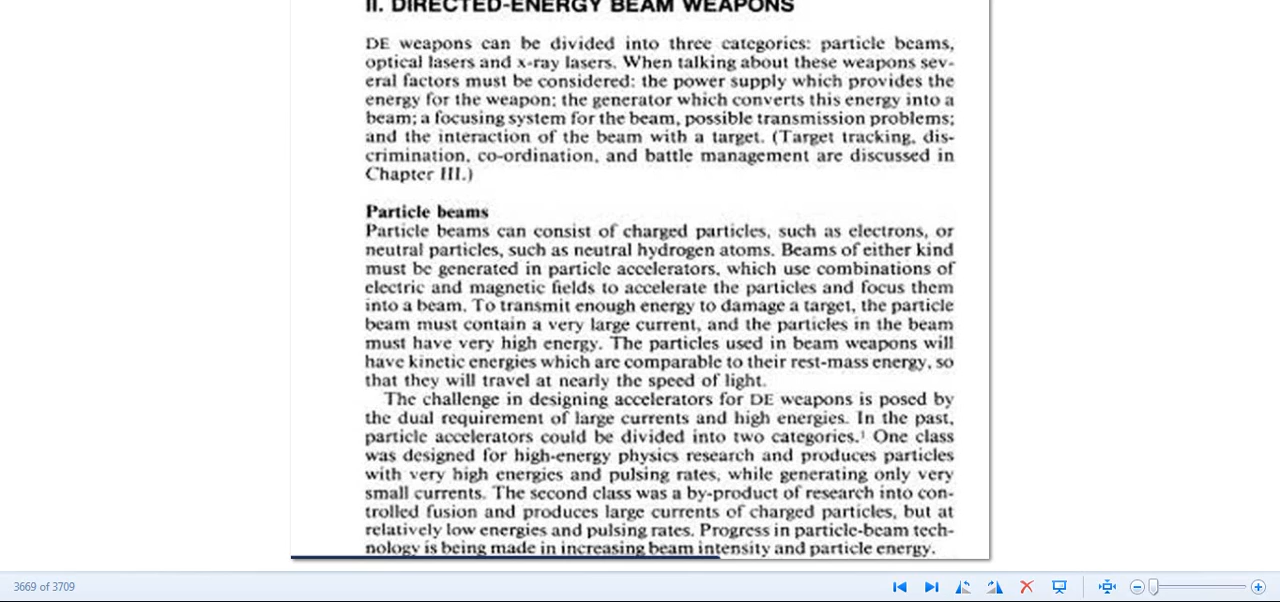 II. DIRECTED-ENERGY BEAM WEAPONS
DE weapons can be divided into three categories: particle beams,
optical lasers and x-ray lasers. When talking about these weapons sev-
eral factors must be considered: the power supply which provides the
energy for the weapon; the generator which converts this energy into a
beam; a focusing system for the beam, possible transmission problems;
and the interaction of the beam with a target. (Target tracking, dis-
crimination, co-ordination, and battle management are discussed in
Chapter III.)
Particle beams
Particle beams can consist of charged particles, such as electrons, or
neutral particles, such as neutral hydrogen atoms. Beams of either kind
must be generated in particle accelerators, which use combinations of
electric and magnetic fields to accelerate the particles and focus them
into a beam. To transmit enough energy to damage a target, the particle
beam must contain a very large current, and the particles in the beam
must have very high energy. The particles used in beam weapons will
have kinetic energies which are comparable to their rest-mass energy, so
that they will travel at nearly the speed of light.
The challenge in designing accelerators for DE weapons is posed by
the dual requirement of large currents and high energies. In the past,
particle accelerators could be divided into two categories.¹ One class
was designed for high-energy physics research and produces particles
with very high energies and pulsing rates, while generating only very
small currents. The second class was a by-product of research into con-
trolled fusion and produces large currents of charged particles, but at
relatively low energies and pulsing rates. Progress in particle-beam tech-
nology is being made in increasing beam intensity and particle energy.
3669 of 3709